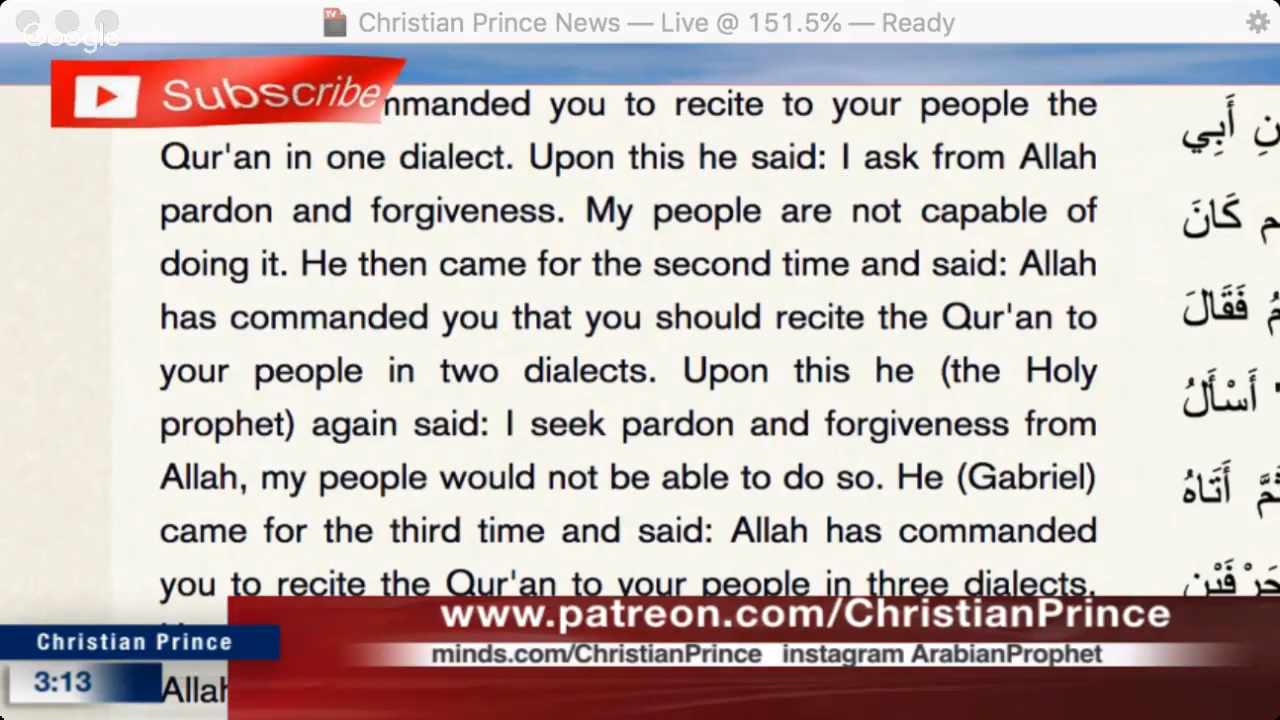 Christian Prince News — Live @ 151.5% — Ready
Google
TV
Subscribe
mmanded you to recite to your people the
Qur'an in one dialect. Upon this he said: I ask from Allah
pardon and forgiveness. My people are not capable of
doing it. He then came for the second time and said: Allah
has commanded you that you should recite the Qur'an to
your people in two dialects. Upon this he (the Holy
prophet) again said: I seek pardon and forgiveness from
Allah, my people would not be able to do so. He (Gabriel)
came for the third time and said: Allah has commanded
you to recite the Qur'an to your people in three dialects.
Allah
نِ أَبِي
م كَانَ
مُ فَقَالَ
أَسْأَلُ
ثُمَّ أَتَاهُ
حَرْفَيْنِ
www.patreon.com/ChristianPrince
Christian Prince
minds.com/ChristianPrince instagram ArabianProphet
3:13